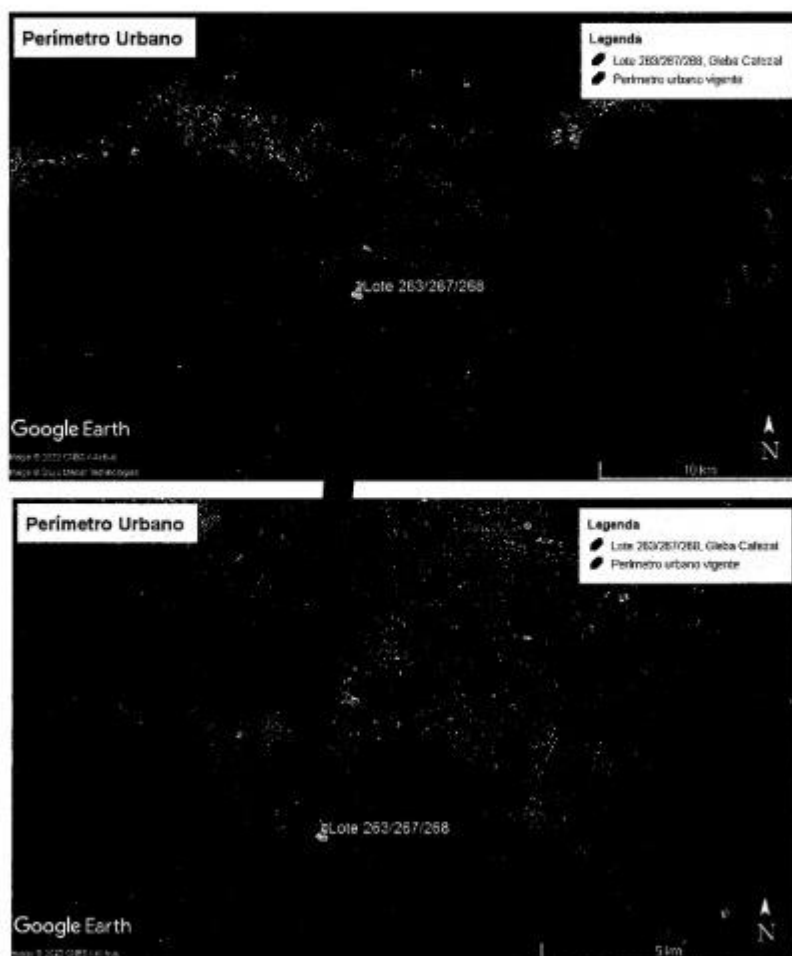 Perímetro Urbano
Legenda
Lote 263/267/268, Gleba Cafezal
Perímetro urbano vigente
Lote 263/267/268
Google Earth
N
10 km
Perímetro Urbano
Legenda
Lote 263/267/268, Gleba Cafezal
Perímetro urbano vigente
Lote 263/267/268
Google Earth
N
5 km